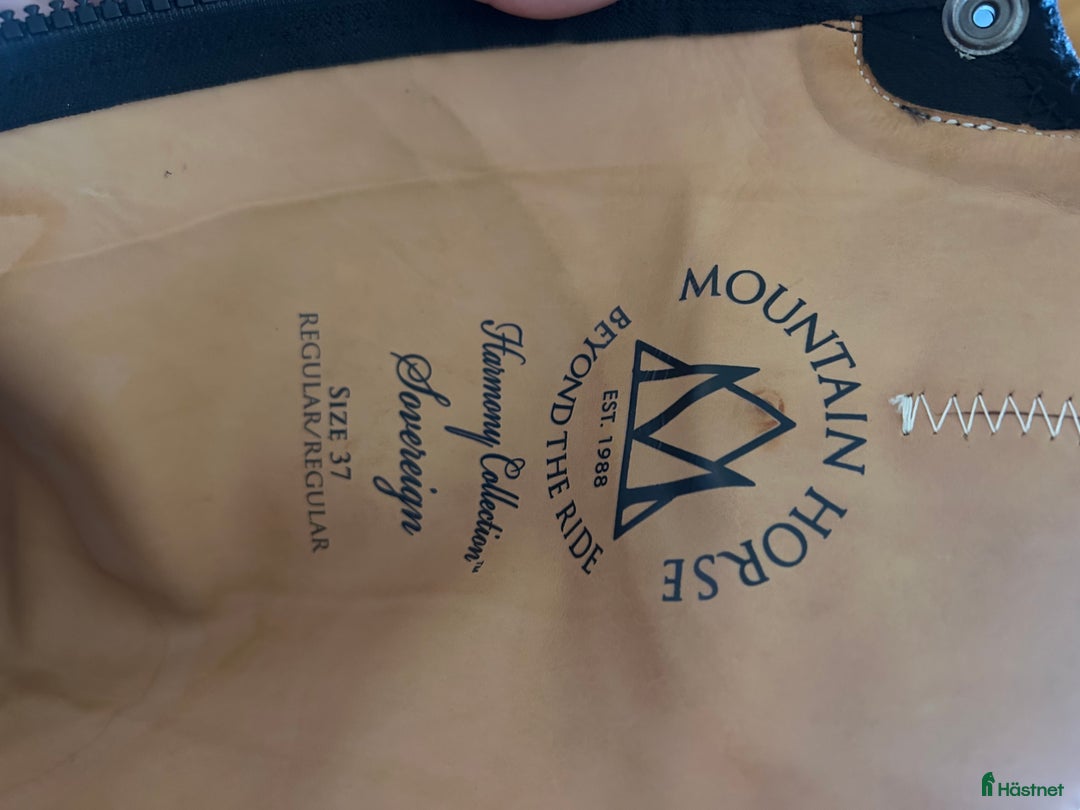 MOUNTAIN HORSE
EST. 1988
BEYOND THE RIDE
Harmony Collection™
Sovereign
SIZE 37
REGULAR/REGULAR
Hästnet